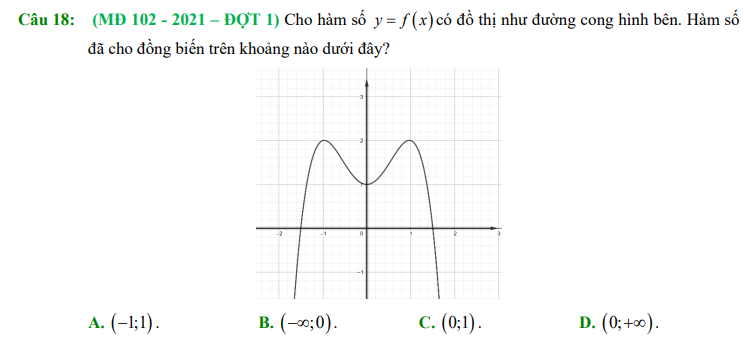 Câu 18: (MĐ 102 - 2021 – ĐỢT 1) Cho hàm số y = f(x) có đồ thị như đường cong hình bên. Hàm số
đã cho đồng biến trên khoảng nào dưới đây?
3
2
-2 -1 0 1 2 3
-1
A. (-1;1). B. (-∞;0). C. (0;1). D. (0;+∞).